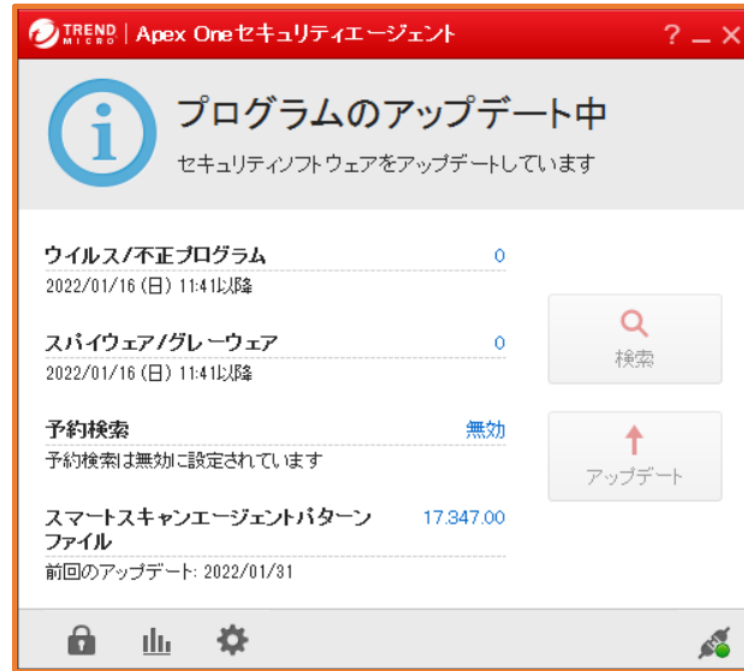 TREND MICRO | Apex Oneセキュリティエージェント ? _ ×
プログラムのアップデート中
セキュリティソフトウェアをアップデートしています
ウイルス/不正プログラム 0
2022/01/16 (日) 11:41以降
スパイウェア/グレーウェア 0
2022/01/16 (日) 11:41以降
検索
予約検索 無効
予約検索は無効に設定されています
アップデート
スマートスキャンエージェントパターン 17.347.00
ファイル
前回のアップデート: 2022/01/31